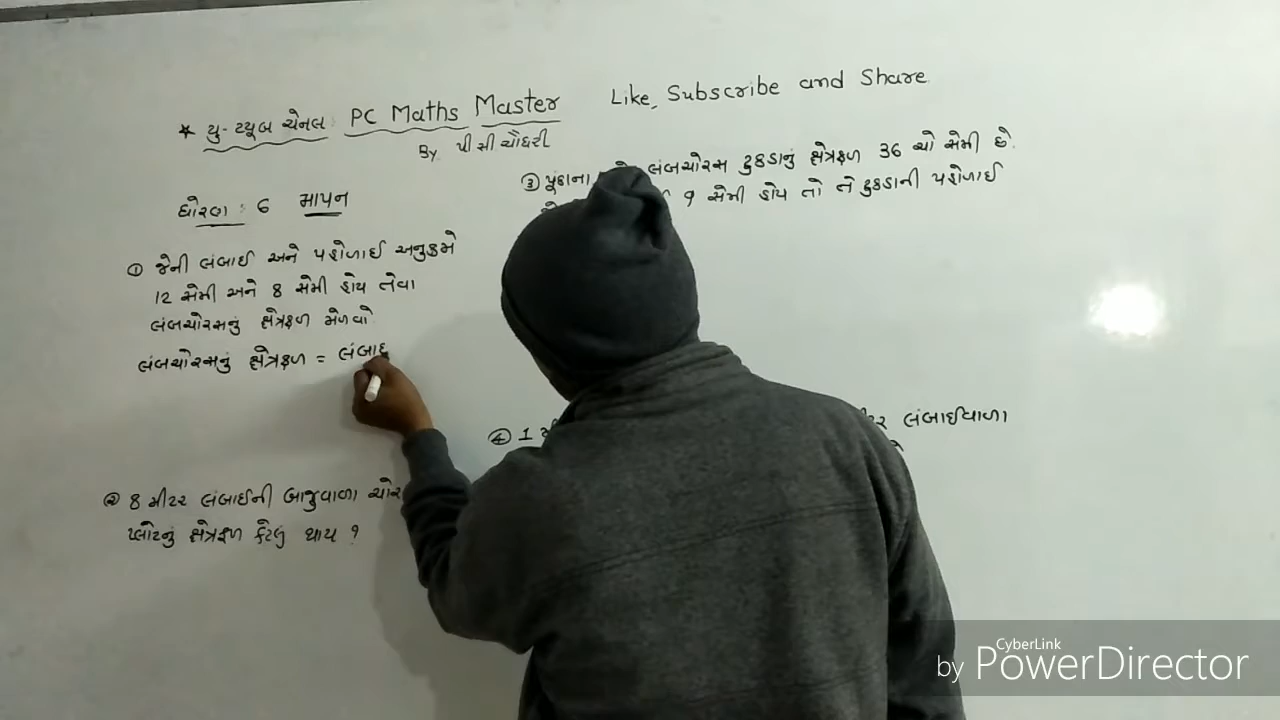 * યુ-ટ્યૂબ ચેનલ: PC Maths Master Like, Subscribe and Share
By પી સી ચૌધરી
ધોરણ : 6 માપન
① જેની લંબાઈ અને પહોળાઈ અનુક્રમે
12 સેમી અને 8 સેમી હોય તેવા
લંબચોરસનું ક્ષેત્રફળ મેળવો
લંબચોરસનું ક્ષેત્રફળ = લંબાઇ
② 8 મીટર લંબાઈની બાજુવાળા
પ્લોટનું ક્ષેત્રફળ કેટલું થાય ?
③ પૂંઠાના લંબચોરસ ટુકડાનું ક્ષેત્રફળ 36 ચો સેમી છે.
9 સેમી હોય તો તે ટુકડાની પહોળાઈ
④ 1 લંબાઈવાળા
CyberLink
by PowerDirector